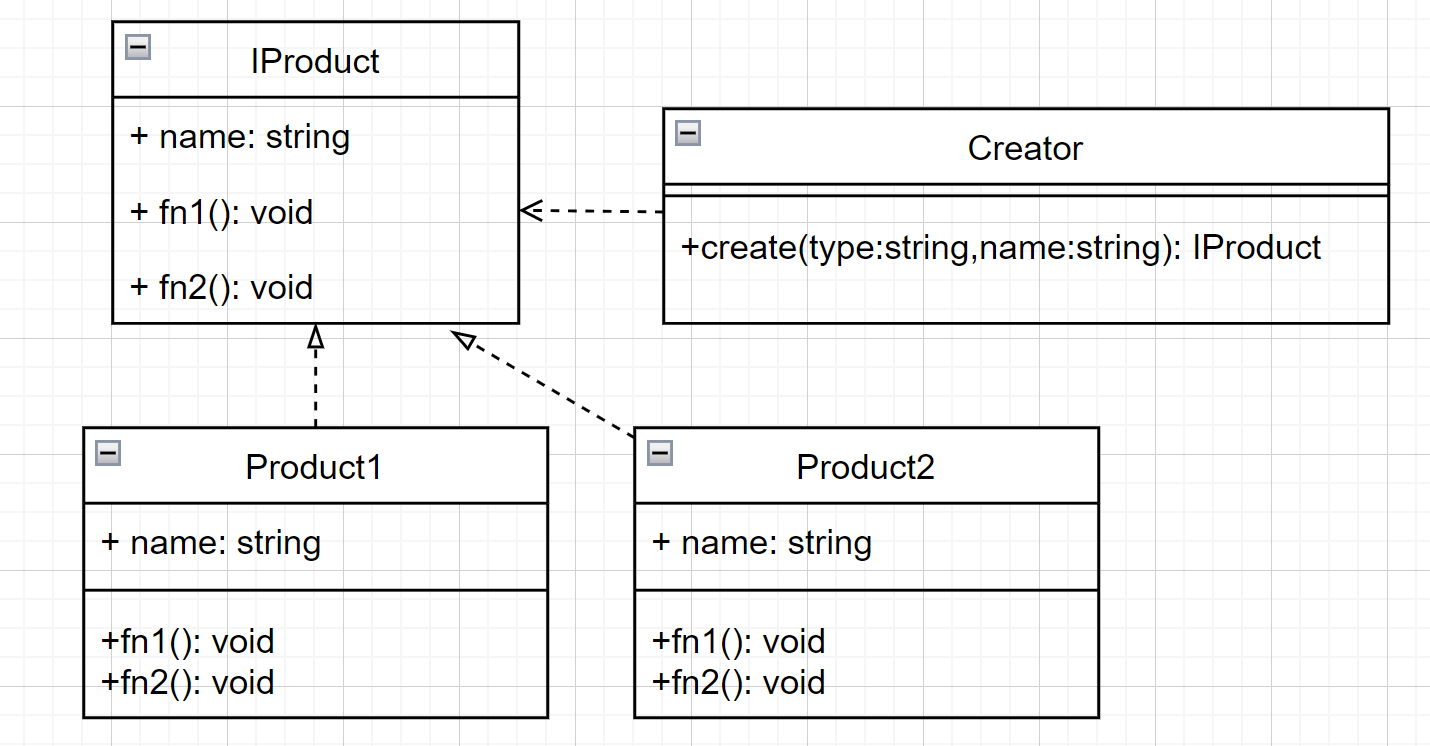 IProduct
+ name: string
+ fn1(): void
+ fn2(): void
Creator
+create(type:string,name:string): IProduct
Product1
+ name: string
+fn1(): void
+fn2(): void
Product2
+ name: string
+fn1(): void
+fn2(): void